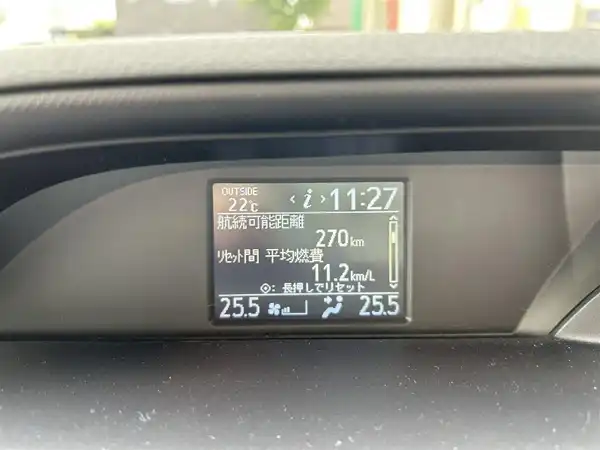 OUTSIDE
22℃
‹ i › 11:27
航続可能距離
270km
リセット間 平均燃費
11.2km/L
◎: 長押しでリセット
25.5 25.5